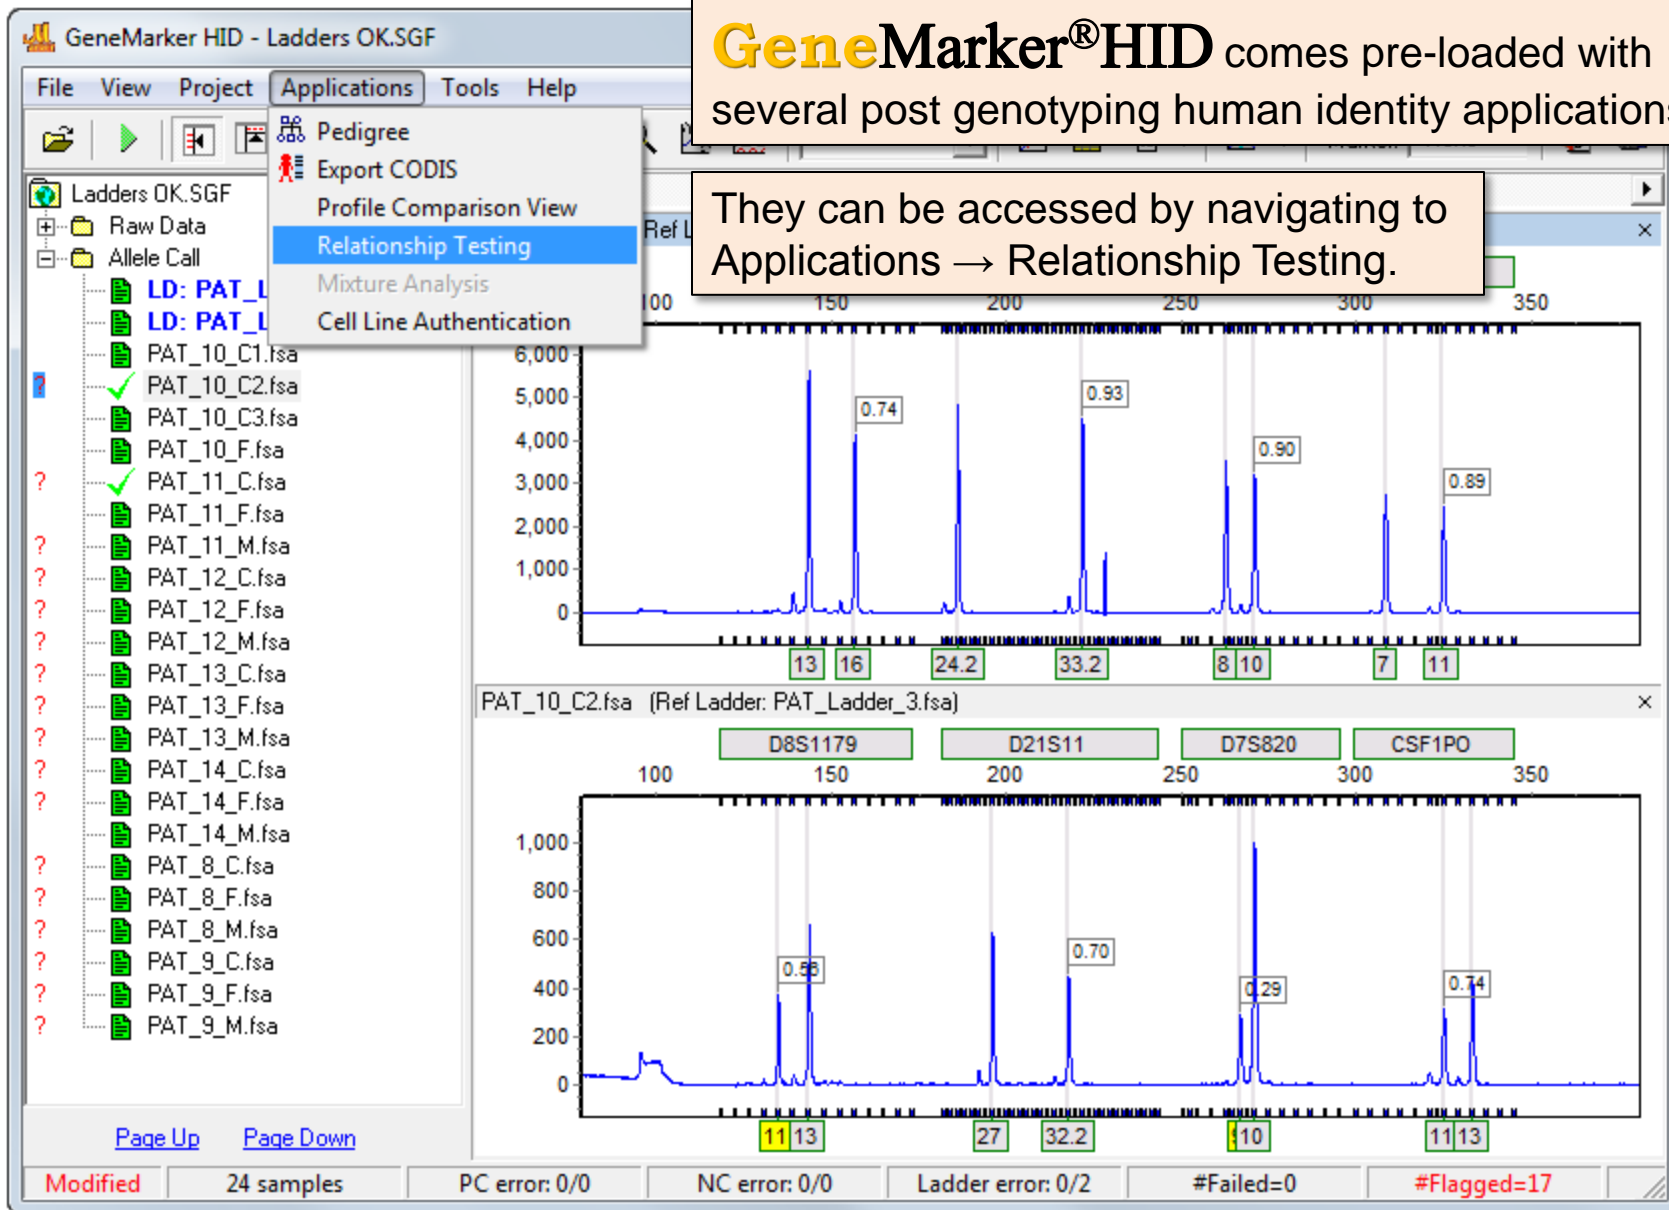 GeneMarker HID - Ladders OK.SGF
GeneMarker®HID comes pre-loaded with
several post genotyping human identity applications
They can be accessed by navigating to
Applications → Relationship Testing.
File View Project Applications Tools Help
Pedigree
Export CODIS
Profile Comparison View
Relationship Testing
Mixture Analysis
Cell Line Authentication
Ladders OK.SGF
Raw Data
Allele Call
LD: PAT_L
LD: PAT_L
PAT_10_C1.fsa
? PAT_10_C2.fsa
PAT_10_C3.fsa
PAT_10_F.fsa
? PAT_11_C.fsa
PAT_11_F.fsa
? PAT_11_M.fsa
? PAT_12_C.fsa
? PAT_12_F.fsa
? PAT_12_M.fsa
? PAT_13_C.fsa
? PAT_13_F.fsa
? PAT_13_M.fsa
? PAT_14_C.fsa
? PAT_14_F.fsa
PAT_14_M.fsa
? PAT_8_C.fsa
? PAT_8_F.fsa
? PAT_8_M.fsa
? PAT_9_C.fsa
? PAT_9_F.fsa
? PAT_9_M.fsa
Page Up Page Down
Ref L
100 150 200 250 300 350
6,000
5,000
4,000
3,000
2,000
1,000
0
0.74 0.93 0.90 0.89
13 16 24.2 33.2 8 10 7 11
PAT_10_C2.fsa (Ref Ladder: PAT_Ladder_3.fsa)
D8S1179 D21S11 D7S820 CSF1PO
100 150 200 250 300 350
1,000
800
600
400
200
0
0.56 0.70 0.29 0.74
11 13 27 32.2 10 11 13
Modified 24 samples PC error: 0/0 NC error: 0/0 Ladder error: 0/2 #Failed=0 #Flagged=17